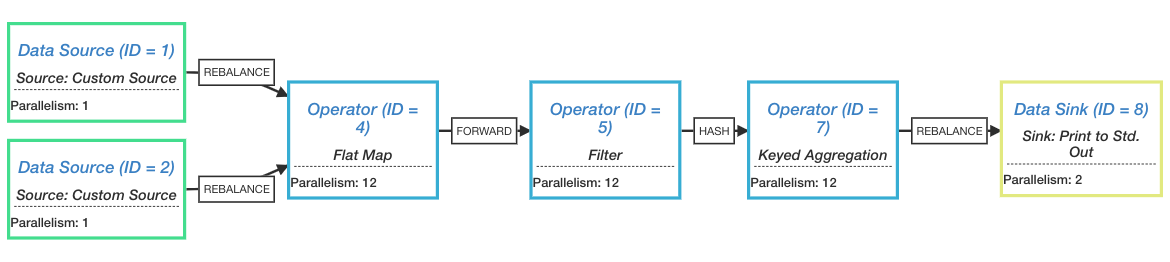 Data Source (ID = 1)
Source: Custom Source
Parallelism: 1
REBALANCE
Data Source (ID = 2)
Source: Custom Source
Parallelism: 1
REBALANCE
Operator (ID =
4)
Flat Map
Parallelism: 12
FORWARD
Operator (ID =
5)
Filter
Parallelism: 12
HASH
Operator (ID =
7)
Keyed Aggregation
Parallelism: 12
REBALANCE
Data Sink (ID = 8)
Sink: Print to Std.
Out
Parallelism: 2